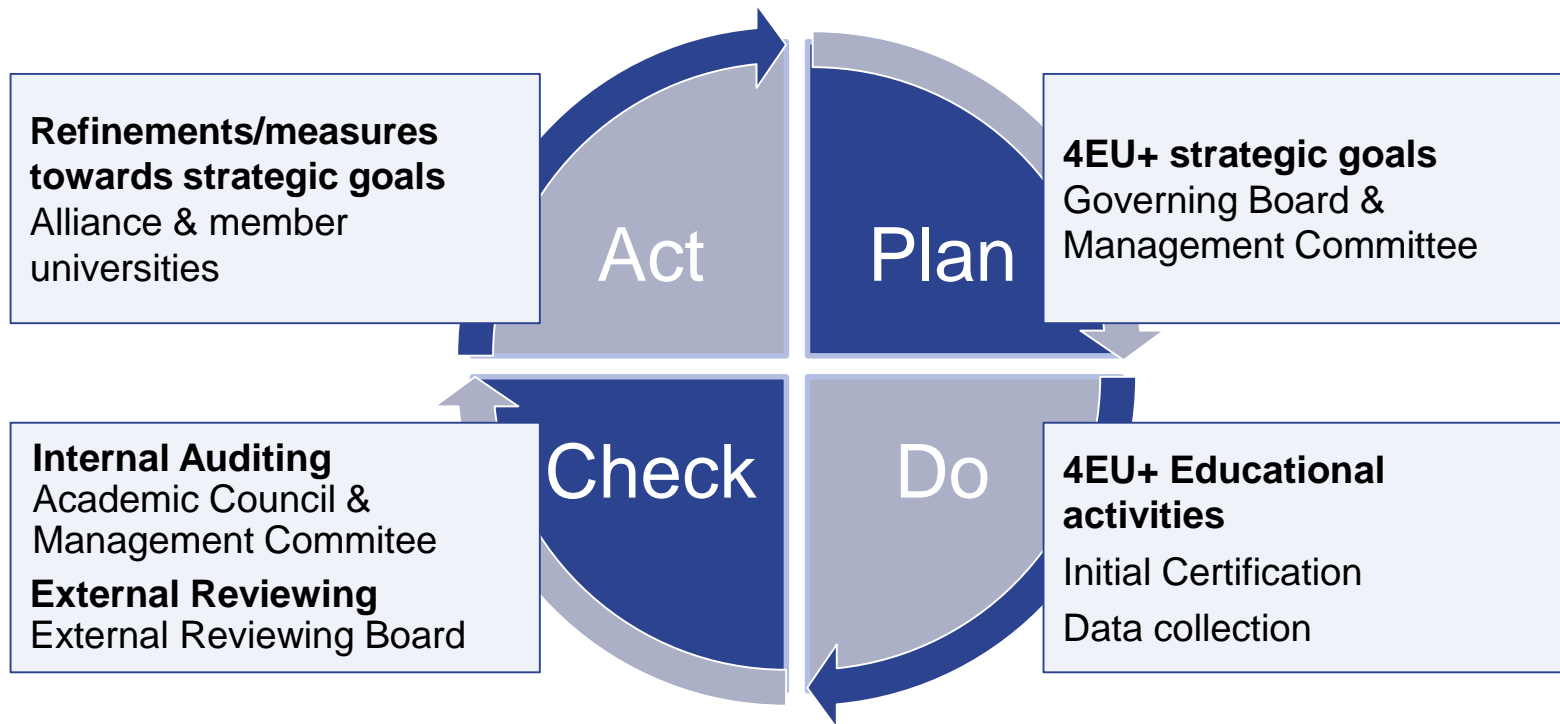 Refinements/measures
towards strategic goals
Alliance & member
universities
Act
Plan
4EU+ strategic goals
Governing Board &
Management Committee
Internal Auditing
Academic Council &
Management Commitee
External Reviewing
External Reviewing Board
Check
Do
4EU+ Educational
activities
Initial Certification
Data collection